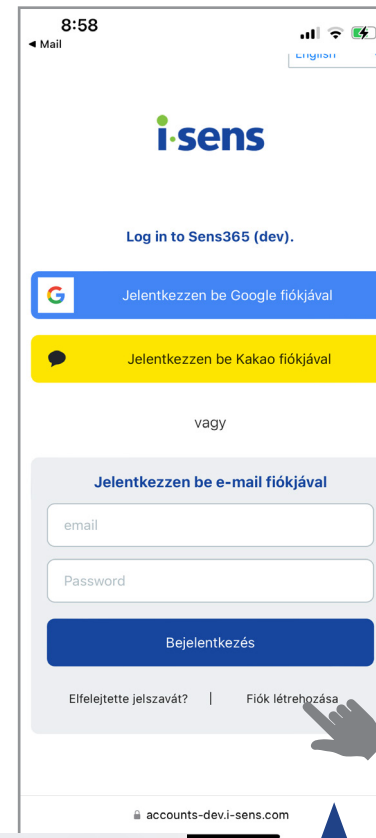 8:58
◀ Mail
English
i·sens
Log in to Sens365 (dev).
G
Jelentkezzen be Google fiókjával
Jelentkezzen be Kakao fiókjával
vagy
Jelentkezzen be e-mail fiókjával
email
Password
Bejelentkezés
Elfelejtette jelszavát? | Fiók létrehozása
accounts-dev.i-sens.com